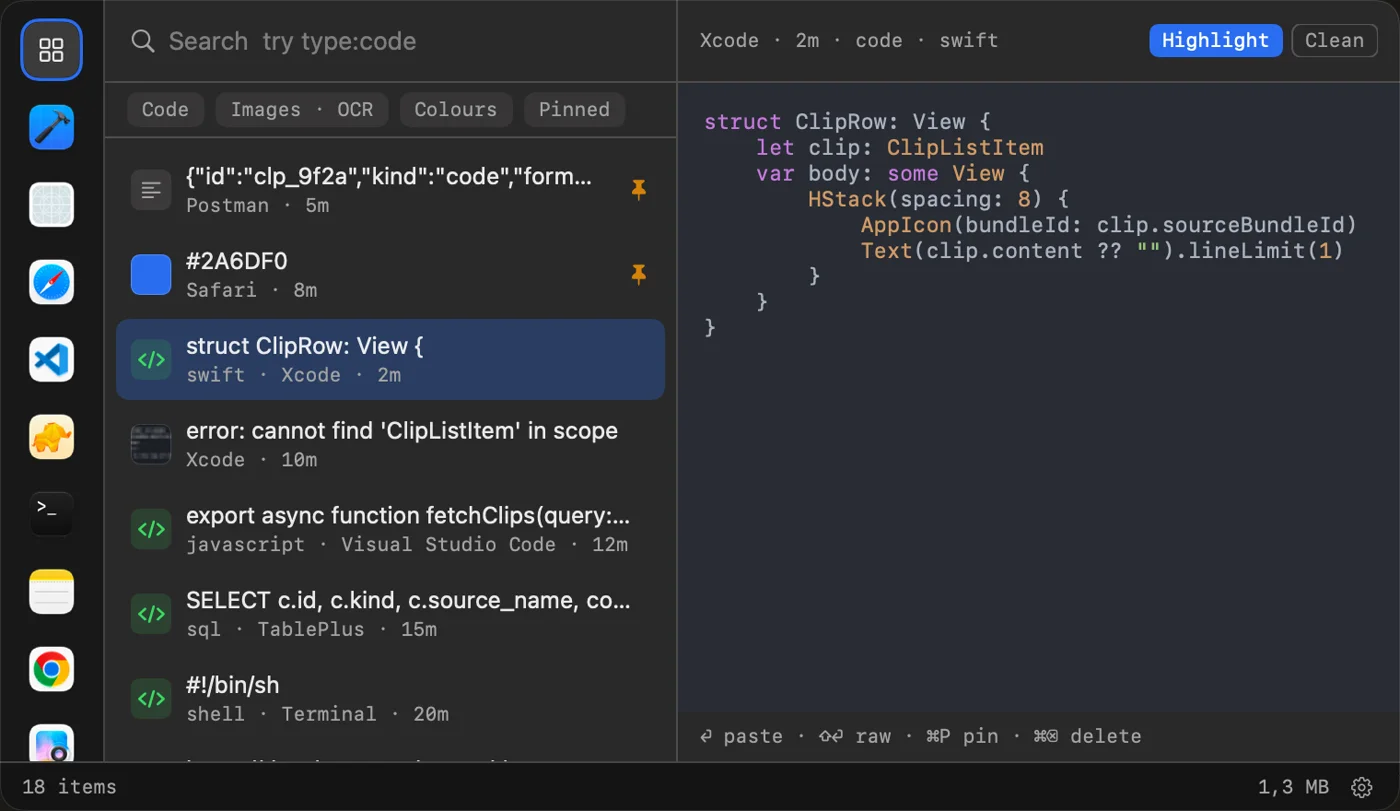 Search try type:code
Code
Images · OCR
Colours
Pinned
{"id":"clp_9f2a","kind":"code","form...
Postman · 5m
#2A6DF0
Safari · 8m
struct ClipRow: View {
swift · Xcode · 2m
error: cannot find 'ClipListItem' in scope
Xcode · 10m
export async function fetchClips(query:...
javascript · Visual Studio Code · 12m
SELECT c.id, c.kind, c.source_name, co...
sql · TablePlus · 15m
#!/bin/sh
shell · Terminal · 20m
Xcode · 2m · code · swift
Highlight
Clean
struct ClipRow: View {
    let clip: ClipListItem
    var body: some View {
        HStack(spacing: 8) {
            AppIcon(bundleId: clip.sourceBundleId)
            Text(clip.content ?? "").lineLimit(1)
        }
    }
}
⏎ paste · ⇧⏎ raw · ⌘P pin · ⌘⌫ delete
18 items
1,3 MB